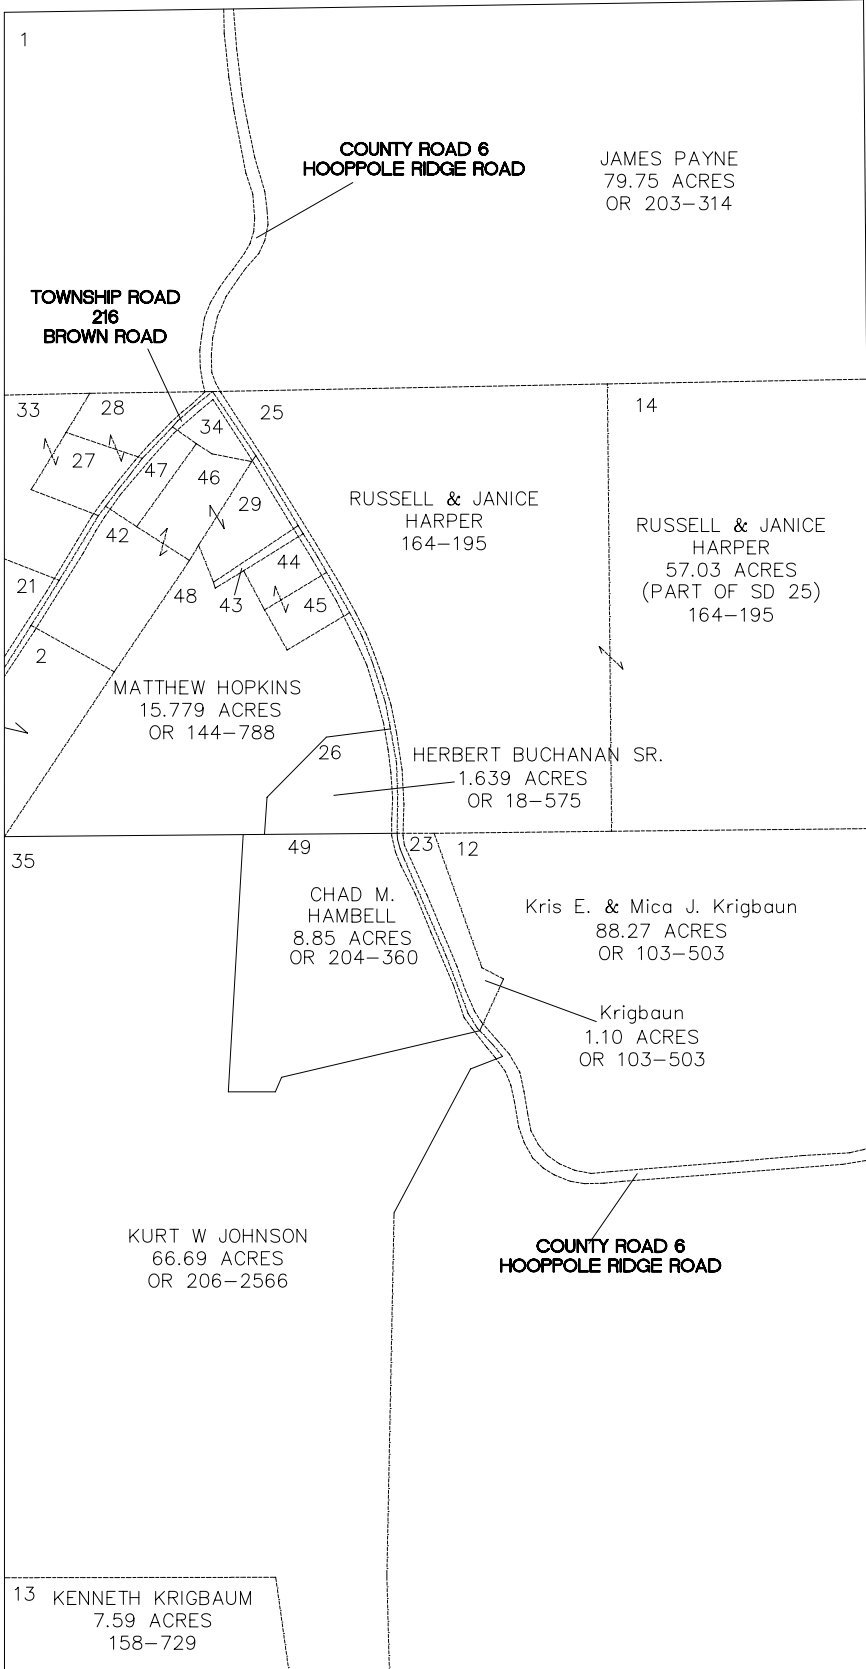 1
COUNTY ROAD 6
HOOPPOLE RIDGE ROAD
JAMES PAYNE
79.75 ACRES
OR 203-314
TOWNSHIP ROAD
216
BROWN ROAD
33
28
25
14
34
27
47
46
29
42
RUSSELL & JANICE
HARPER
164-195
RUSSELL & JANICE
HARPER
57.03 ACRES
(PART OF SD 25)
164-195
44
21
48
43
45
2
MATTHEW HOPKINS
15.779 ACRES
OR 144-788
26
HERBERT BUCHANAN SR.
1.639 ACRES
OR 18-575
35
49
23
12
CHAD M.
HAMBELL
8.85 ACRES
OR 204-360
Kris E. & Mica J. Krigbaun
88.27 ACRES
OR 103-503
Krigbaun
1.10 ACRES
OR 103-503
KURT W JOHNSON
66.69 ACRES
OR 206-2566
COUNTY ROAD 6
HOOPPOLE RIDGE ROAD
13
KENNETH KRIGBAUM
7.59 ACRES
158-729